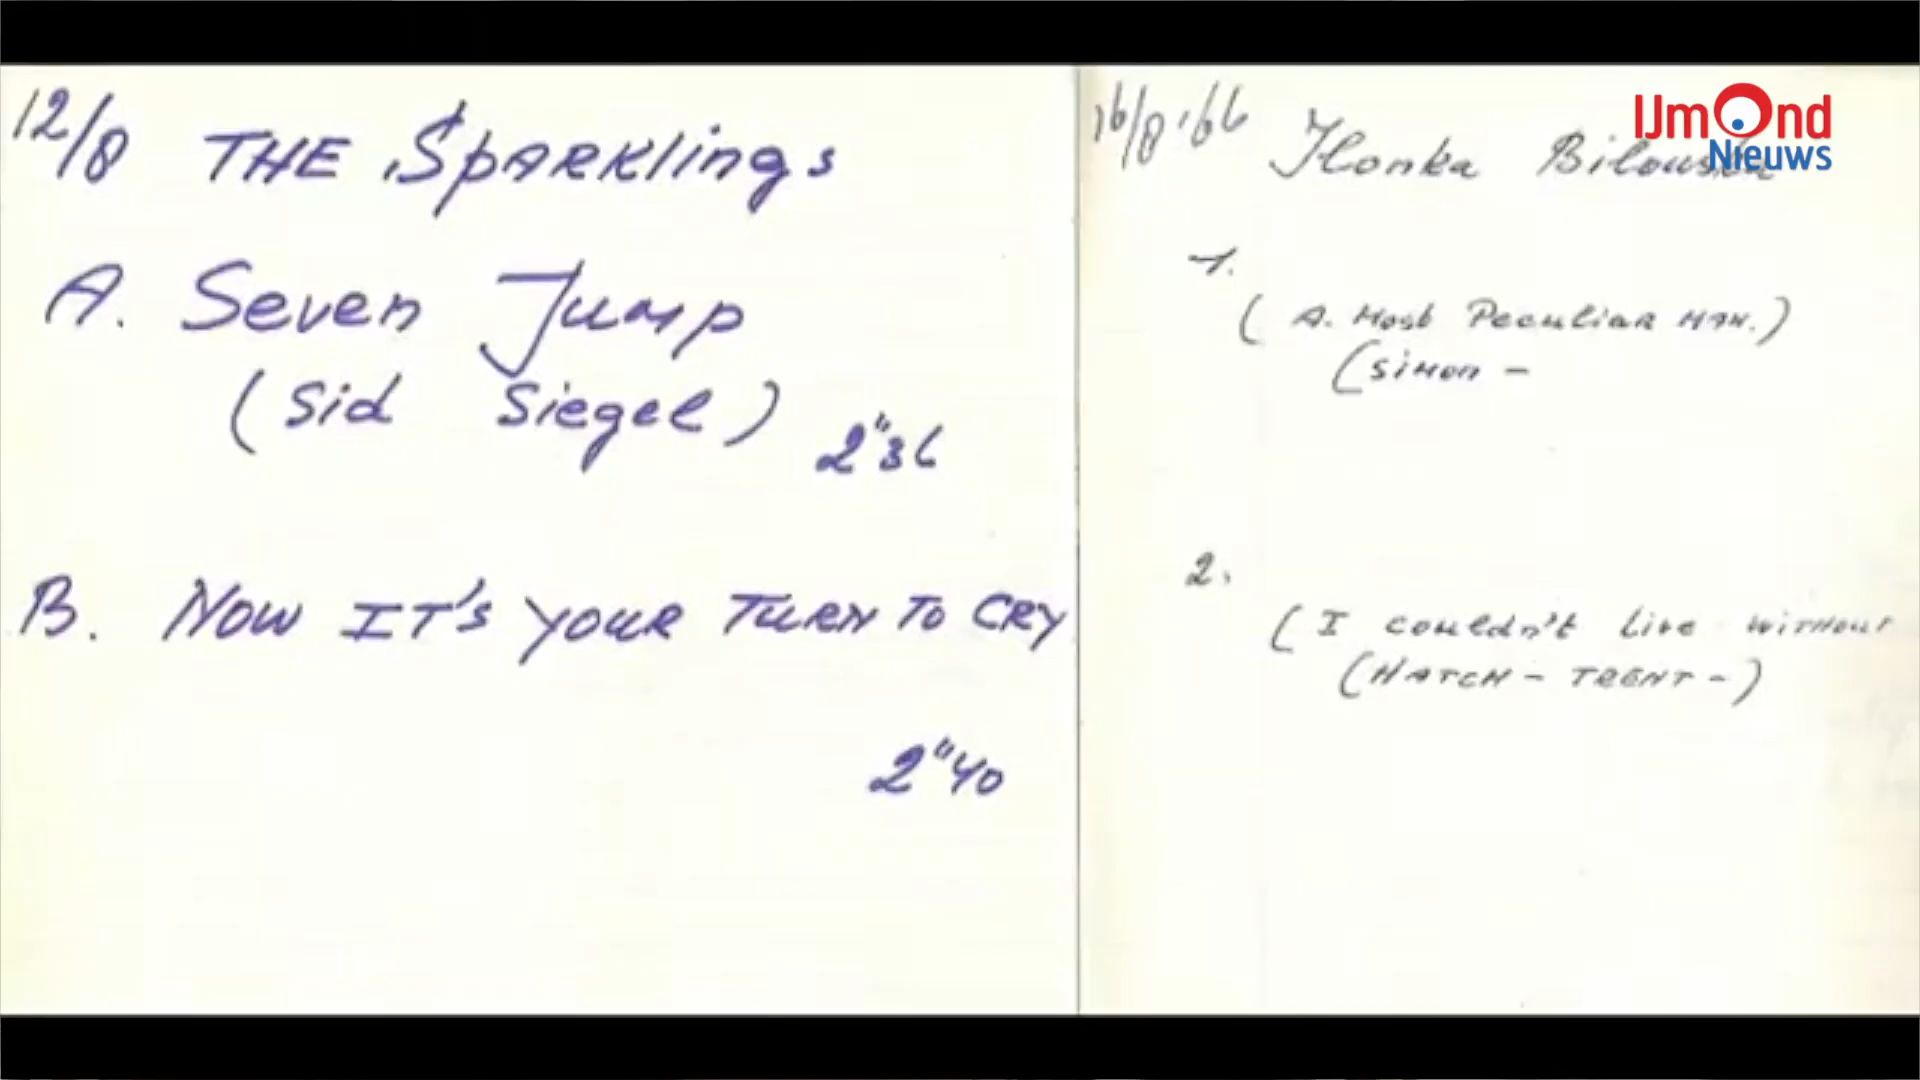 12/8 THE SPARKlings
A. Seven Jump
(Sid Siegel)
2"36
B. NOW IT'S YOUR TURN TO CRY
2"40
IJmond
Nieuws
16/8 '66 Ilonka
1.
(A. Most Peculiar MAN.)
(SiMon -
2.
(I couldn't Live WiTHOUT
(HATCH - TRENT -)